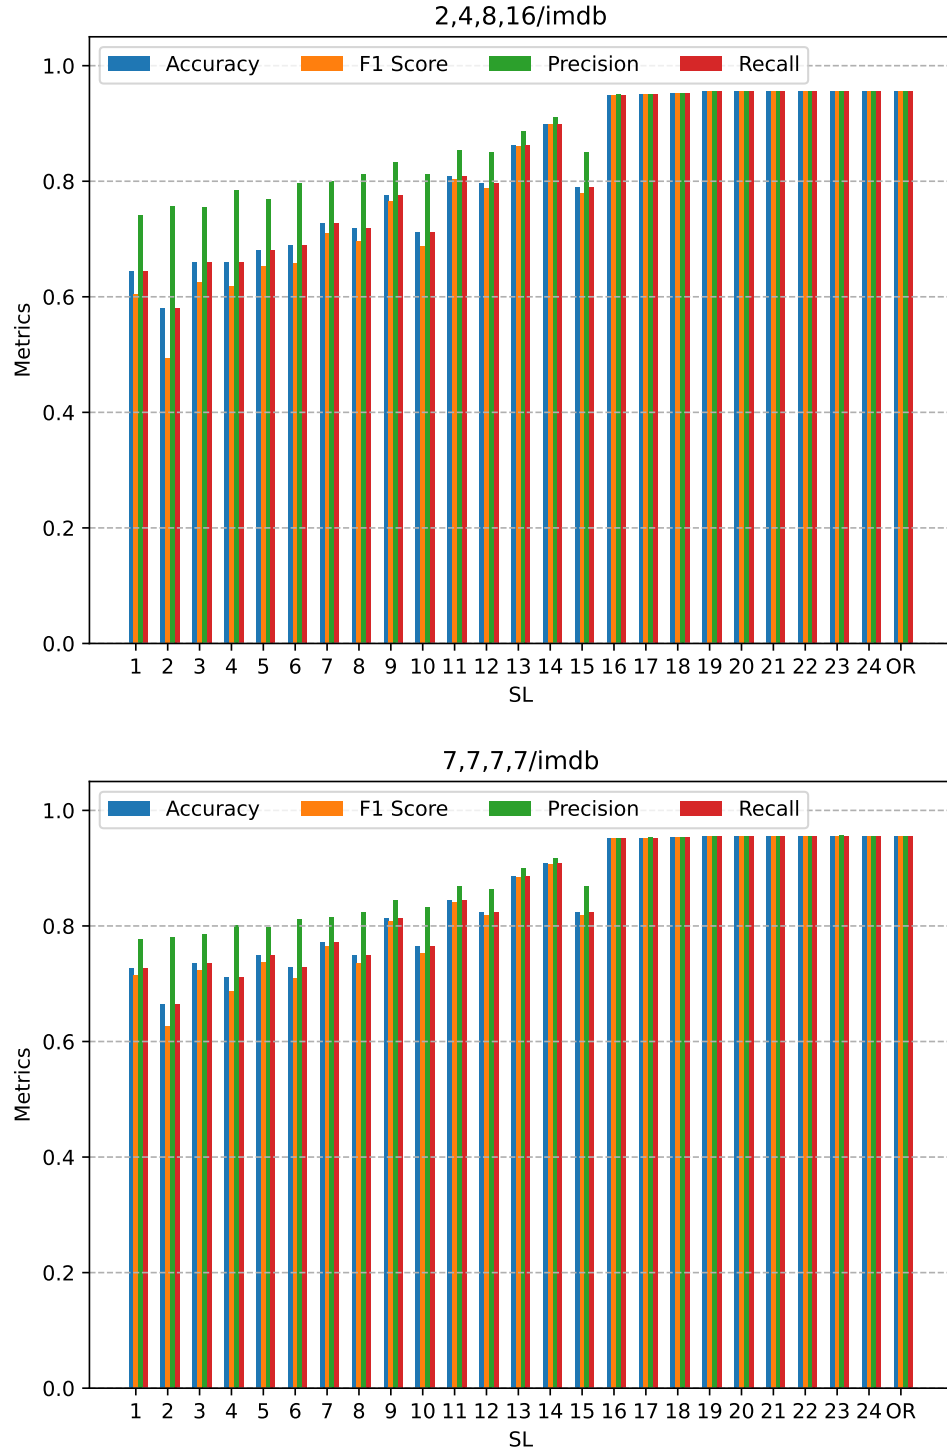 2,4,8,16/imdb
Accuracy F1 Score Precision Recall
1.0
0.8
0.6
0.4
0.2
0.0
Metrics
1 2 3 4 5 6 7 8 9 10 11 12 13 14 15 16 17 18 19 20 21 22 23 24 OR
SL
7,7,7,7/imdb
Accuracy F1 Score Precision Recall
1.0
0.8
0.6
0.4
0.2
0.0
Metrics
1 2 3 4 5 6 7 8 9 10 11 12 13 14 15 16 17 18 19 20 21 22 23 24 OR
SL